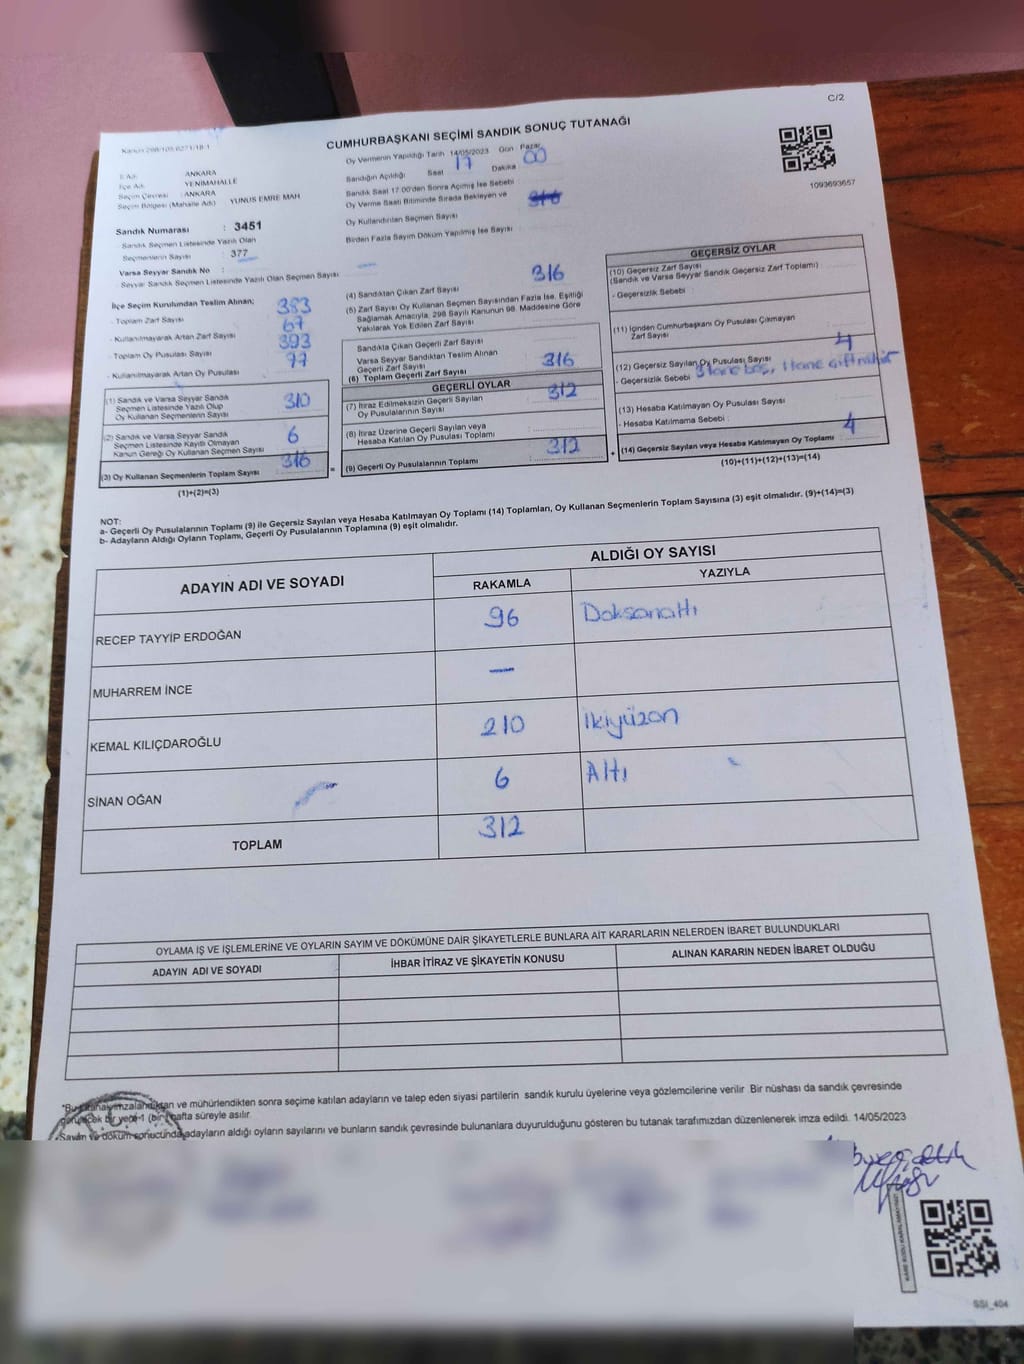 C/2
CUMHURBAŞKANI SEÇİMİ SANDIK SONUÇ TUTANAĞI
Oy Vermenin Yapıldığı Tarih 14/05/2023 Gün Pazar
Sandığın Açıldığı Saat 17 Dakika 00
Sandık Saat 17.00'den Sonra Açılmış İse Sebebi :
Oy Verme Saati Bitiminde Sırada Bekleyen ve
Oy Kullandırılan Seçmen Sayısı
Birden Fazla Sayım Döküm Yapılmış İse Sayısı :
1093693657
İl Adı : ANKARA
İlçe Adı : YENİMAHALLE
Seçim Çevresi : ANKARA
Seçim Bölgesi (Mahalle Adı) : YUNUS EMRE MAH
Sandık Numarası : 3451
- Sandık Seçmen Listesinde Yazılı Olan
Seçmenlerin Sayısı : 377
Varsa Seyyar Sandık No :
- Seyyar Sandık Seçmen Listesinde Yazılı Olan Seçmen Sayısı : —
İlçe Seçim Kurulundan Teslim Alınan;
- Toplam Zarf Sayısı 383
- Kullanılmayarak Artan Zarf Sayısı 67
- Toplam Oy Pusulası Sayısı 393
- Kullanılmayarak Artan Oy Pusulası 77
(1) Sandık ve Varsa Seyyar Sandık
Seçmen Listesinde Yazılı Olup
Oy Kullanan Seçmenlerin Sayısı 310
(2) Sandık ve Varsa Seyyar Sandık
Seçmen Listesinde Kayıtlı Olmayan
Kanun Gereği Oy Kullanan Seçmen Sayısı 6
(3) Oy Kullanan Seçmenlerin Toplam Sayısı 316
(1)+(2)=(3)
(4) Sandıktan Çıkan Zarf Sayısı 316
(5) Zarf Sayısı Oy Kullanan Seçmen Sayısından Fazla İse, Eşitliği
Sağlamak Amacıyla, 298 Sayılı Kanunun 98. Maddesine Göre
Yakılarak Yok Edilen Zarf Sayısı
Sandıkta Çıkan Geçerli Zarf Sayısı
Varsa Seyyar Sandıktan Teslim Alınan
Geçerli Zarf Sayısı
(6) Toplam Geçerli Zarf Sayısı 316
GEÇERLİ OYLAR
(7) İtiraz Edilmeksizin Geçerli Sayılan
Oy Pusulalarının Sayısı 312
(8) İtiraz Üzerine Geçerli Sayılan veya
Hesaba Katılan Oy Pusulası Toplamı
= (9) Geçerli Oy Pusulalarının Toplamı : 312
GEÇERSİZ OYLAR
(10) Geçersiz Zarf Sayısı
(Sandık ve Varsa Seyyar Sandık Geçersiz Zarf Toplamı) :
- Geçersizlik Sebebi :
(11) İçinden Cumhurbaşkanı Oy Pusulası Çıkmayan
Zarf Sayısı
(12) Geçersiz Sayılan Oy Pusulası Sayısı 4
- Geçersizlik Sebebi 3 tane boş, 1 tane çift mühür
(13) Hesaba Katılmayan Oy Pusulası Sayısı
- Hesaba Katılmama Sebebi :
+ (14) Geçersiz Sayılan veya Hesaba Katılmayan Oy Toplamı : 4
(10)+(11)+(12)+(13)=(14)
NOT:
a- Geçerli Oy Pusulalarının Toplamı (9) ile Geçersiz Sayılan veya Hesaba Katılmayan Oy Toplamı (14) Toplamları, Oy Kullanan Seçmenlerin Toplam Sayısına (3) eşit olmalıdır. (9)+(14)=(3)
b- Adayların Aldığı Oyların Toplamı, Geçerli Oy Pusulalarının Toplamına (9) eşit olmalıdır.
ADAYIN ADI VE SOYADI
ALDIĞI OY SAYISI
RAKAMLA YAZIYLA
RECEP TAYYİP ERDOĞAN 96 Doksanaltı
MUHARREM İNCE —
KEMAL KILIÇDAROĞLU 210 İkiyüzon
SİNAN OĞAN 6 Altı
TOPLAM 312
OYLAMA İŞ VE İŞLEMLERİNE VE OYLARIN SAYIM VE DÖKÜMÜNE DAİR ŞİKAYETLERLE BUNLARA AİT KARARLARIN NELERDEN İBARET BULUNDUKLARI
ADAYIN ADI VE SOYADI İHBAR İTİRAZ VE ŞİKAYETİN KONUSU ALINAN KARARIN NEDEN İBARET OLDUĞU
ve mühürlendikten sonra seçime katılan adayların ve talep eden siyasi partilerin sandık kurulu üyelerine veya gözlemcilerine verilir Bir nüshası da sandık çevresinde
görülecek bir yere 1 (bir) hafta süreyle asılır.
Sayım ve döküm sonucunda adayların aldığı oyların sayılarını ve bunların sandık çevresinde bulunanlara duyurulduğunu gösteren bu tutanak tarafımızdan düzenlenerek imza edildi. 14/05/2023
SSI_404